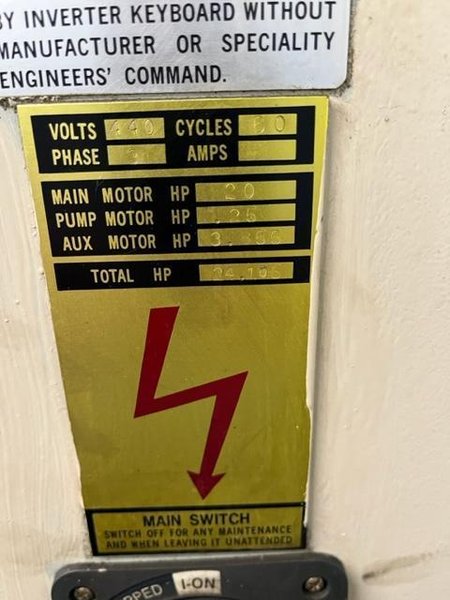 BY INVERTER KEYBOARD WITHOUT
MANUFACTURER OR SPECIALITY
ENGINEERS' COMMAND.
VOLTS 440 CYCLES 60
PHASE 3 AMPS
MAIN MOTOR HP 20
PUMP MOTOR HP .25
AUX MOTOR HP
TOTAL HP
MAIN SWITCH
SWITCH OFF FOR ANY MAINTENANCE
AND WHEN LEAVING IT UNATTENDED
I-ON